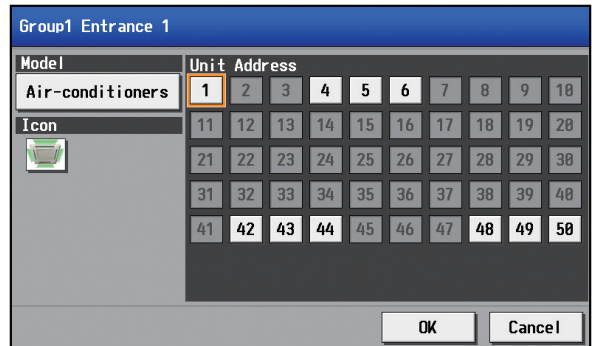 Group1 Entrance 1
Model
Air-conditioners
Icon
Unit Address
1 2 3 4 5 6 7 8 9 10
11 12 13 14 15 16 17 18 19 20
21 22 23 24 25 26 27 28 29 30
31 32 33 34 35 36 37 38 39 40
41 42 43 44 45 46 47 48 49 50
OK Cancel